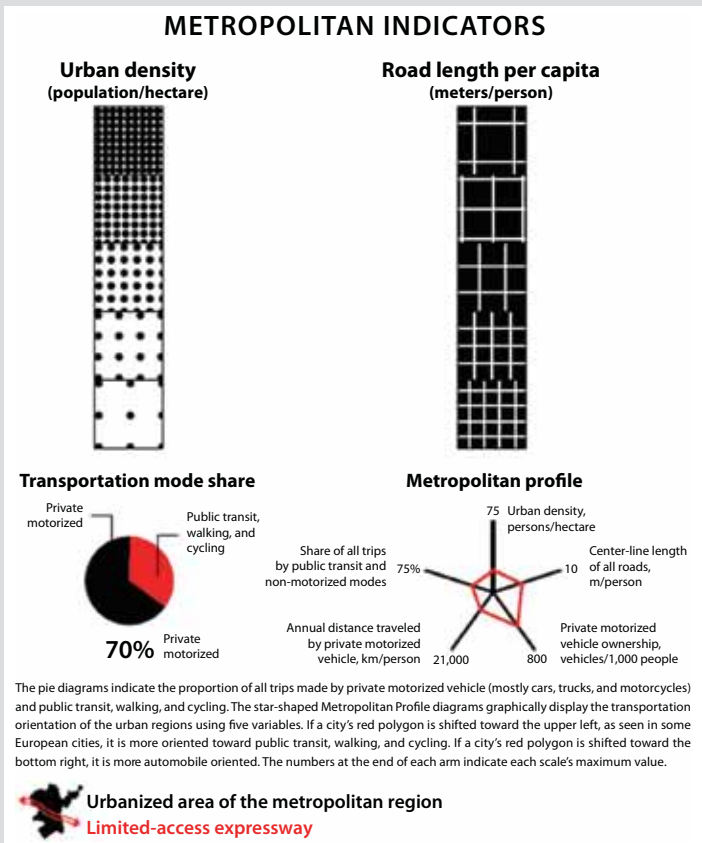 METROPOLITAN INDICATORS
Urban density
(population/hectare)
Road length per capita
(meters/person)
Transportation mode share
Private
motorized
Public transit,
walking, and
cycling
70% Private
motorized
Metropolitan profile
75 Urban density,
persons/hectare
Share of all trips
by public transit and
non-motorized modes
75%
10
Center-line length
of all roads,
m/person
Annual distance traveled
by private motorized
vehicle, km/person
21,000
800
Private motorized
vehicle ownership,
vehicles/1,000 people
The pie diagrams indicate the proportion of all trips made by private motorized vehicle (mostly cars, trucks, and motorcycles)
and public transit, walking, and cycling. The star-shaped Metropolitan Profile diagrams graphically display the transportation
orientation of the urban regions using five variables. If a city's red polygon is shifted toward the upper left, as seen in some
European cities, it is more oriented toward public transit, walking, and cycling. If a city's red polygon is shifted toward the
bottom right, it is more automobile oriented. The numbers at the end of each arm indicate each scale's maximum value.
Urbanized area of the metropolitan region
Limited-access expressway